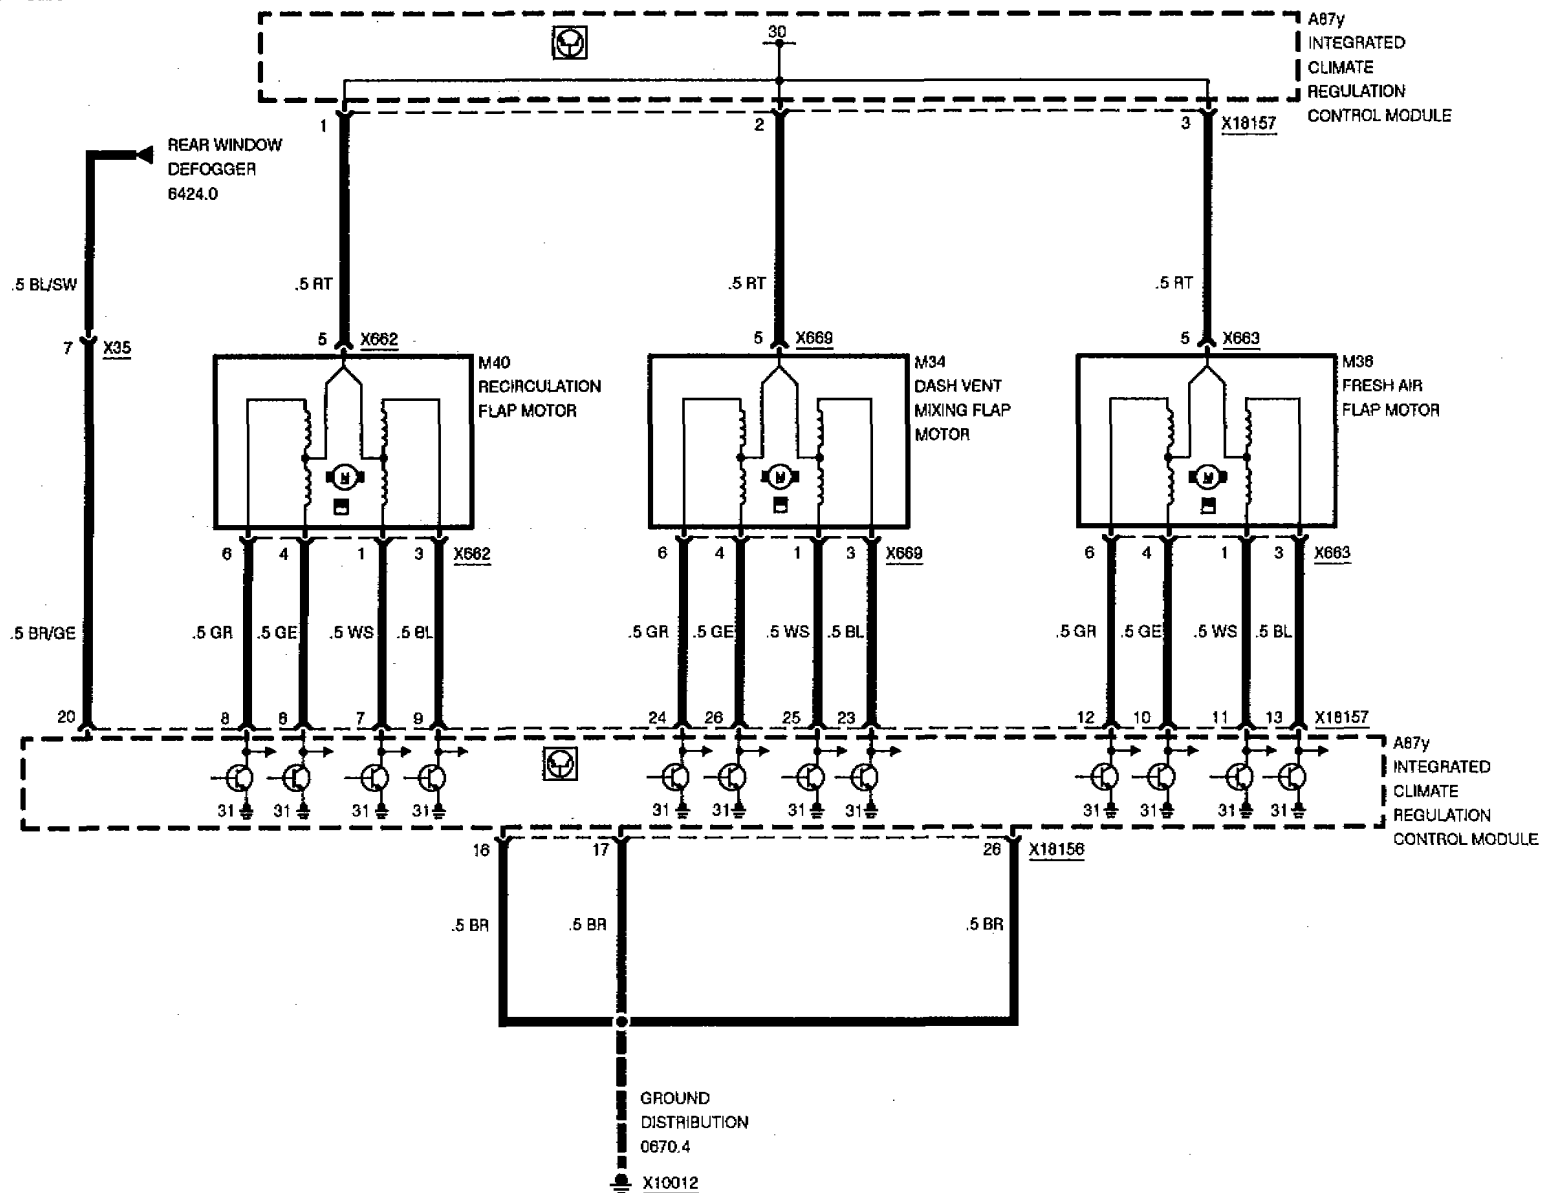 A87y
INTEGRATED
CLIMATE
REGULATION
CONTROL MODULE
30
1
2
3
X18157
REAR WINDOW
DEFOGGER
6424.0
.5 BL/SW
.5 RT
.5 RT
.5 RT
7
X35
5
X662
5
X669
5
X663
M40
RECIRCULATION
FLAP MOTOR
M34
DASH VENT
MIXING FLAP
MOTOR
M38
FRESH AIR
FLAP MOTOR
M
M
M
6
4
1
3
X662
6
4
1
3
X669
6
4
1
3
X663
.5 BR/GE
.5 GR
.5 GE
.5 WS
.5 BL
.5 GR
.5 GE
.5 WS
.5 BL
.5 GR
.5 GE
.5 WS
.5 BL
20
8
7
9
24
26
25
23
12
10
11
13
X18157
A87y
INTEGRATED
CLIMATE
REGULATION
CONTROL MODULE
31
31
31
31
31
31
31
31
31
31
31
31
16
17
26
X18156
.5 BR
.5 BR
.5 BR
GROUND
DISTRIBUTION
0670.4
X10012